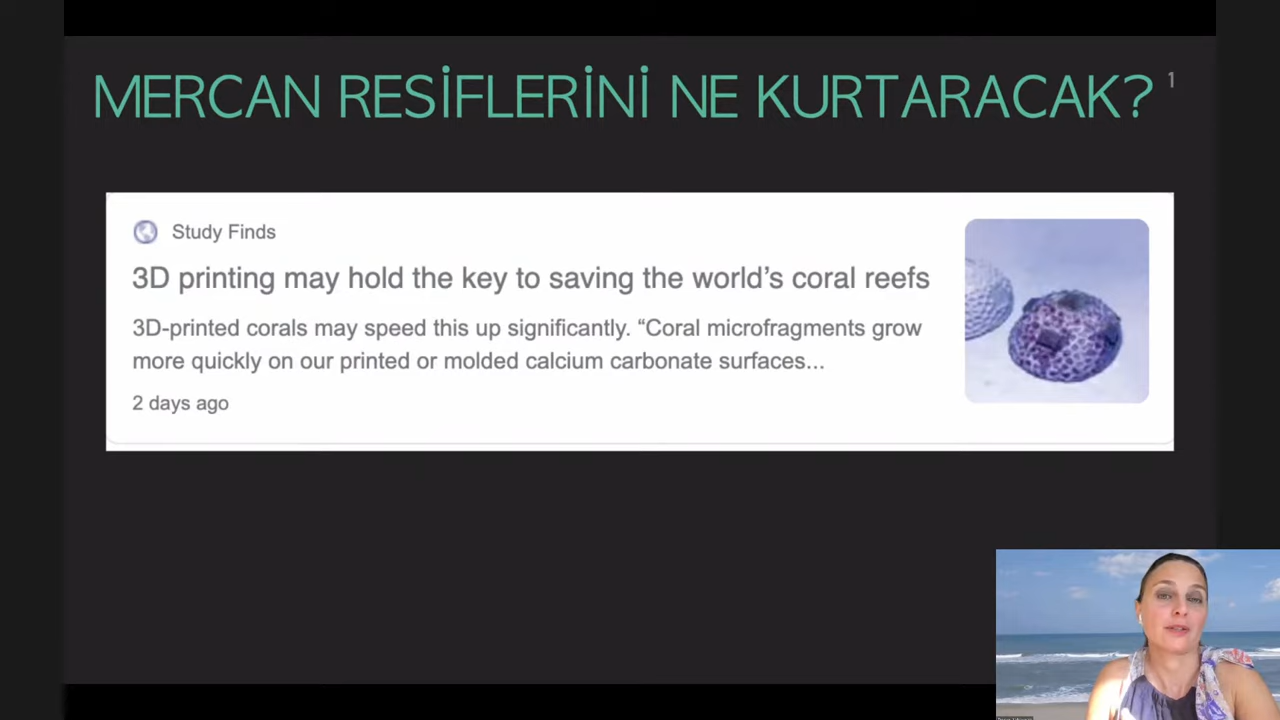 MERCAN RESİFLERİNİ NE KURTARACAK?
1
Study Finds
3D printing may hold the key to saving the world’s coral reefs
3D-printed corals may speed this up significantly. “Coral microfragments grow
more quickly on our printed or molded calcium carbonate surfaces...
2 days ago